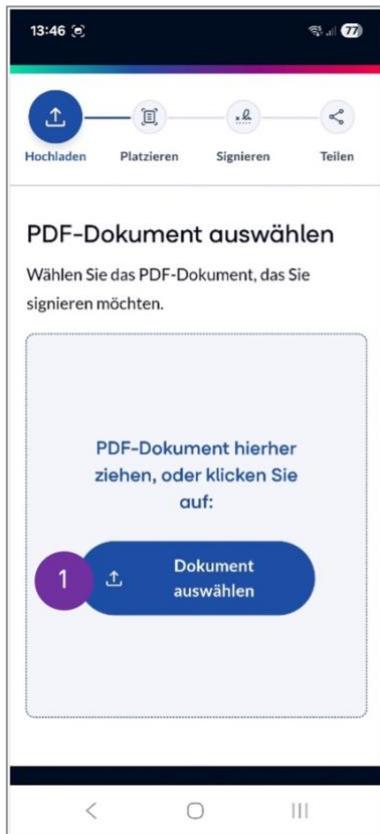 13:46
77
Hochladen
Platzieren
Signieren
Teilen
PDF-Dokument auswählen
Wählen Sie das PDF-Dokument, das Sie
signieren möchten.
PDF-Dokument hierher
ziehen, oder klicken Sie
auf:
1
Dokument
auswählen